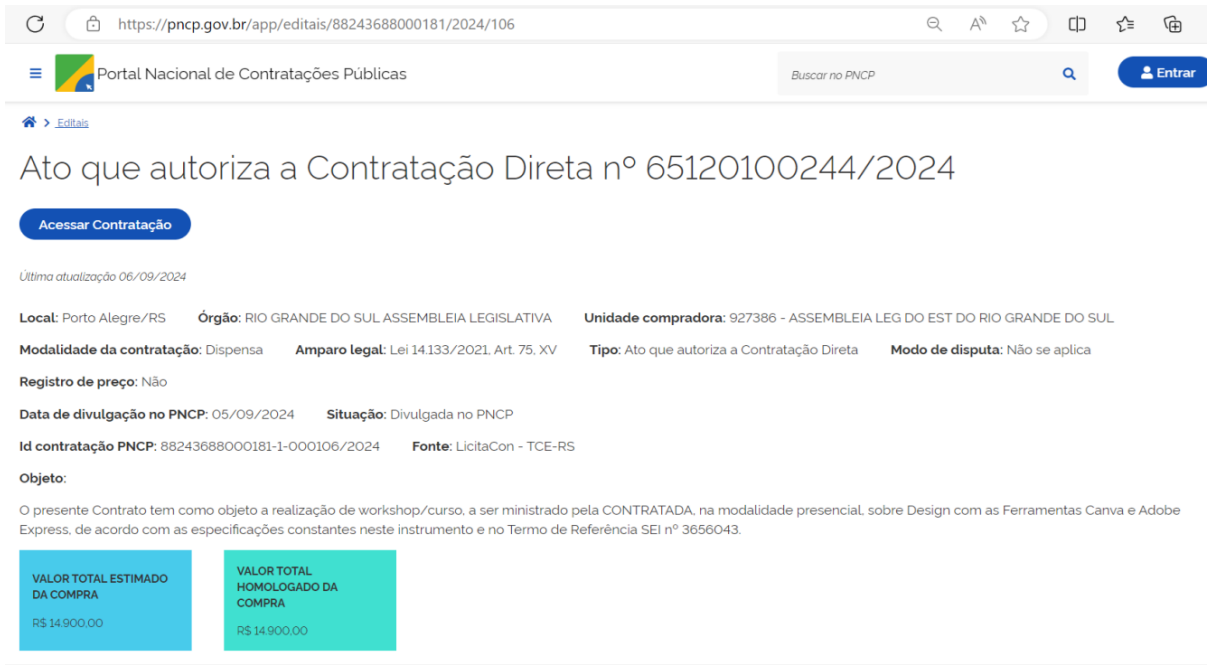 https://pncp.gov.br/app/editais/88243688000181/2024/106
Portal Nacional de Contratações Públicas
Buscar no PNCP
Entrar
Editais
Ato que autoriza a Contratação Direta nº 65120100244/2024
Acessar Contratação
Última atualização 06/09/2024
Local: Porto Alegre/RS Órgão: RIO GRANDE DO SUL ASSEMBLEIA LEGISLATIVA Unidade compradora: 927386 - ASSEMBLEIA LEG DO EST DO RIO GRANDE DO SUL
Modalidade da contratação: Dispensa Amparo legal: Lei 14.133/2021, Art. 75, XV Tipo: Ato que autoriza a Contratação Direta Modo de disputa: Não se aplica
Registro de preço: Não
Data de divulgação no PNCP: 05/09/2024 Situação: Divulgada no PNCP
Id contratação PNCP: 88243688000181-1-000106/2024 Fonte: LicitaCon - TCE-RS
Objeto:
O presente Contrato tem como objeto a realização de workshop/curso, a ser ministrado pela CONTRATADA, na modalidade presencial, sobre Design com as Ferramentas Canva e Adobe
Express, de acordo com as especificações constantes neste instrumento e no Termo de Referência SEI nº 3656043.
VALOR TOTAL ESTIMADO
DA COMPRA
R$ 14.900,00
VALOR TOTAL
HOMOLOGADO DA
COMPRA
R$ 14.900,00